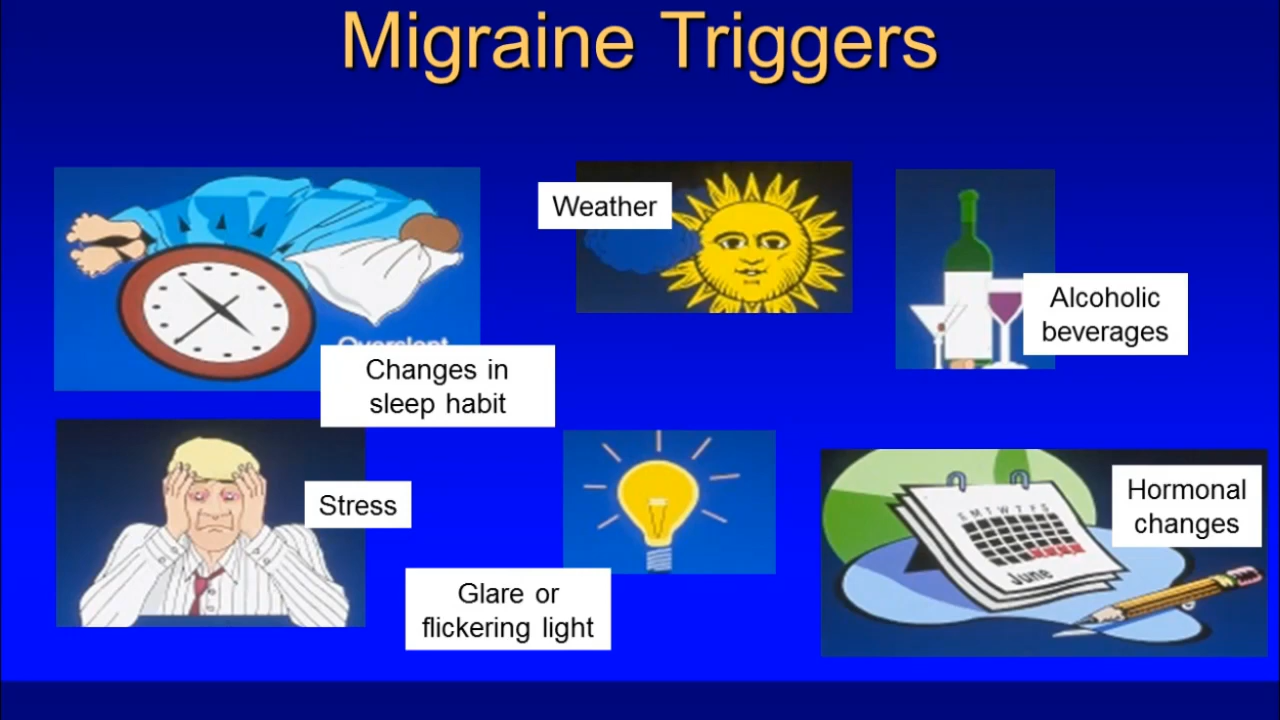 Migraine Triggers
Weather
Alcoholic
beverages
Changes in
sleep habit
Stress
Glare or
flickering light
Hormonal
changes
S M T W T F S
June